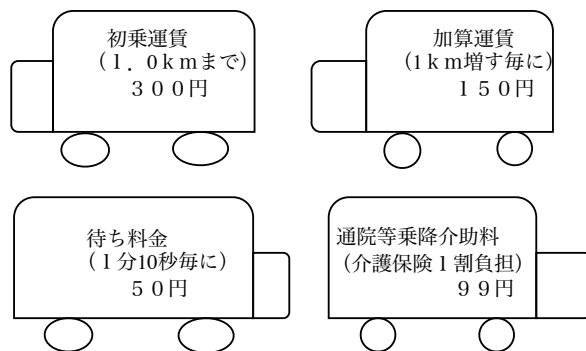 初乗運賃
（１．０ｋｍまで）
３００円
加算運賃
（1ｋｍ増す毎に）
１５０円
待ち料金
（１分10秒毎に）
５０円
通院等乗降介助料
（介護保険１割負担）
９９円